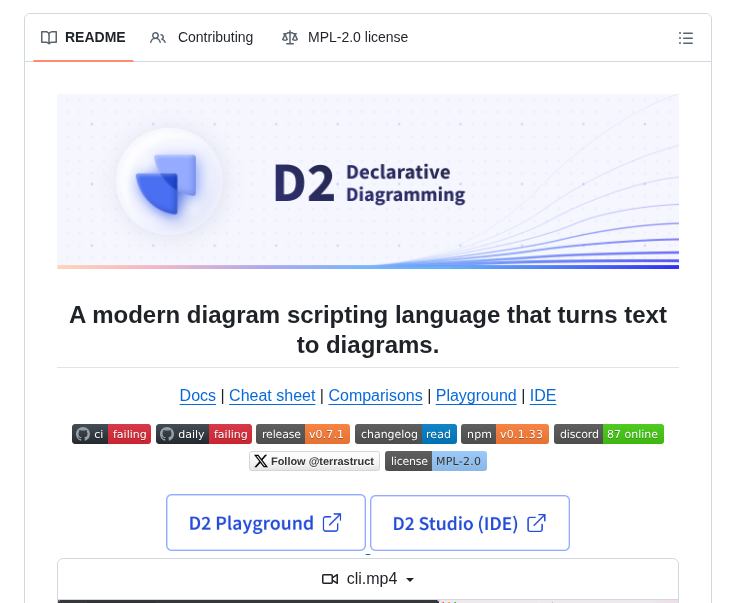 README Contributing MPL-2.0 license
D2 Declarative
Diagramming
A modern diagram scripting language that turns text
to diagrams.
Docs | Cheat sheet | Comparisons | Playground | IDE
ci failing daily failing release v0.7.1 changelog read npm v0.1.33 discord 87 online
Follow @terrastruct license MPL-2.0
D2 Playground D2 Studio (IDE)
cli.mp4